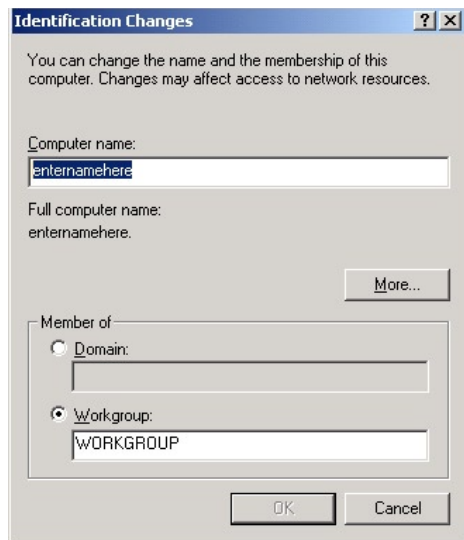 Identification Changes
You can change the name and the membership of this
computer. Changes may affect access to network resources.
Computer name:
enternamehere
Full computer name:
enternamehere.
More...
Member of
Domain:
Workgroup:
WORKGROUP
OK
Cancel